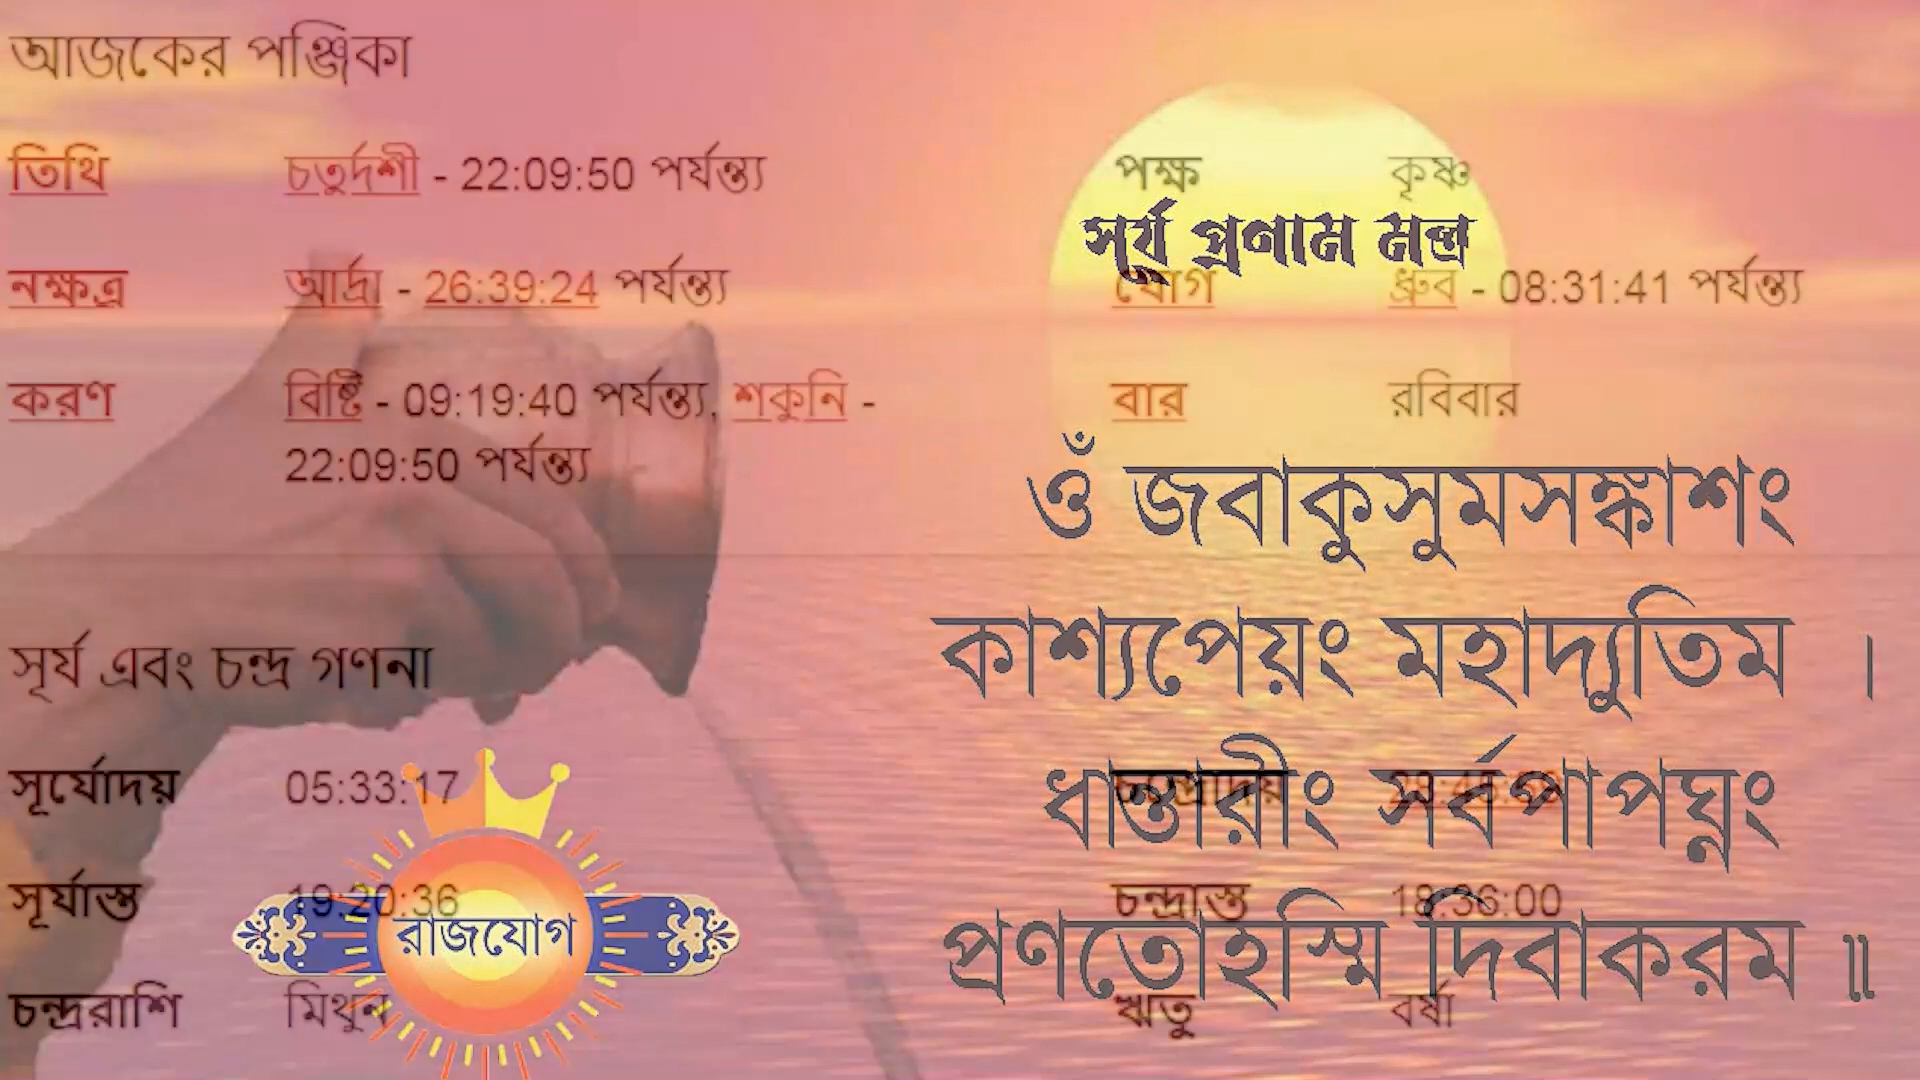 আজকের পঞ্জিকা
তিথি চতুর্দশী - 22:09:50 পর্যন্ত্য পক্ষ কৃষ্ণ
সূর্য প্রণাম মন্ত্র
নক্ষত্র আর্দ্রা - 26:39:24 পর্যন্ত্য যোগ ধ্রুব - 08:31:41 পর্যন্ত্য
করণ বিষ্টি - 09:19:40 পর্যন্ত্য, শকুনি - বার রবিবার
22:09:50 পর্যন্ত্য
ওঁ জবাকুসুমসঙ্কাশং
কাশ্যপেয়ং মহাদ্যুতিম ।
সূর্য এবং চন্দ্র গণনা
সূর্যোদয় 05:33:17
ধান্তারীং সর্বপাপঘ্নং
সূর্যাস্ত 19:20:36 চন্দ্রাস্ত 18:36:00
রাজযোগ
প্রণতোহস্মি দিবাকরম ॥
চন্দ্ররাশি মিথুন ঋতু বর্ষা